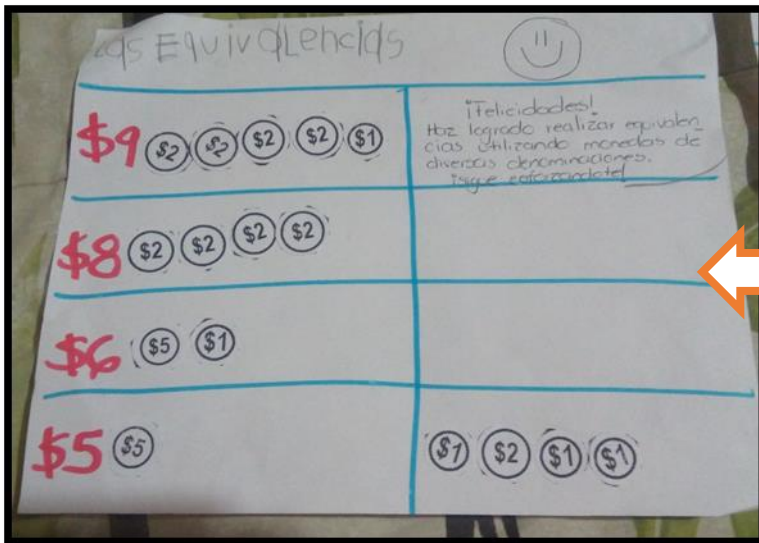 Las Equivalencias
¡Felicidades!
Haz logrado realizar equivalen_
cias utilizando monedas de
diversas denominaciones.
¡Sigue esforzandote!
$9 $2 $2 $2 $2 $1
$8 $2 $2 $2 $2
$6 $5 $1
$5 $5 $1 $2 $1 $1